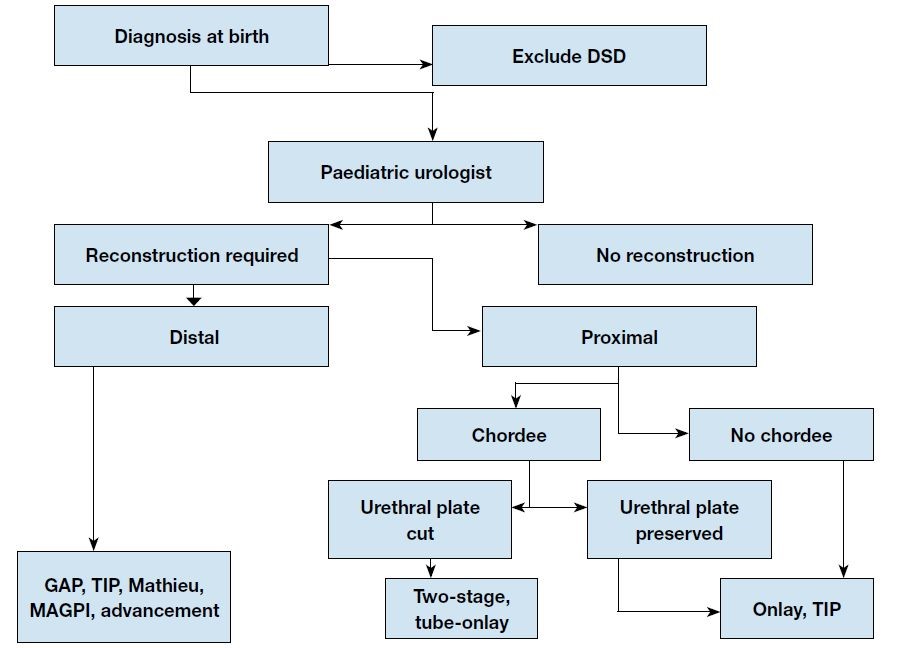 Diagnosis at birth
Exclude DSD
Paediatric urologist
Reconstruction required
No reconstruction
Distal
Proximal
Chordee
No chordee
Urethral plate
cut
Urethral plate
preserved
GAP, TIP, Mathieu,
MAGPI, advancement
Two-stage,
tube-onlay
Onlay, TIP